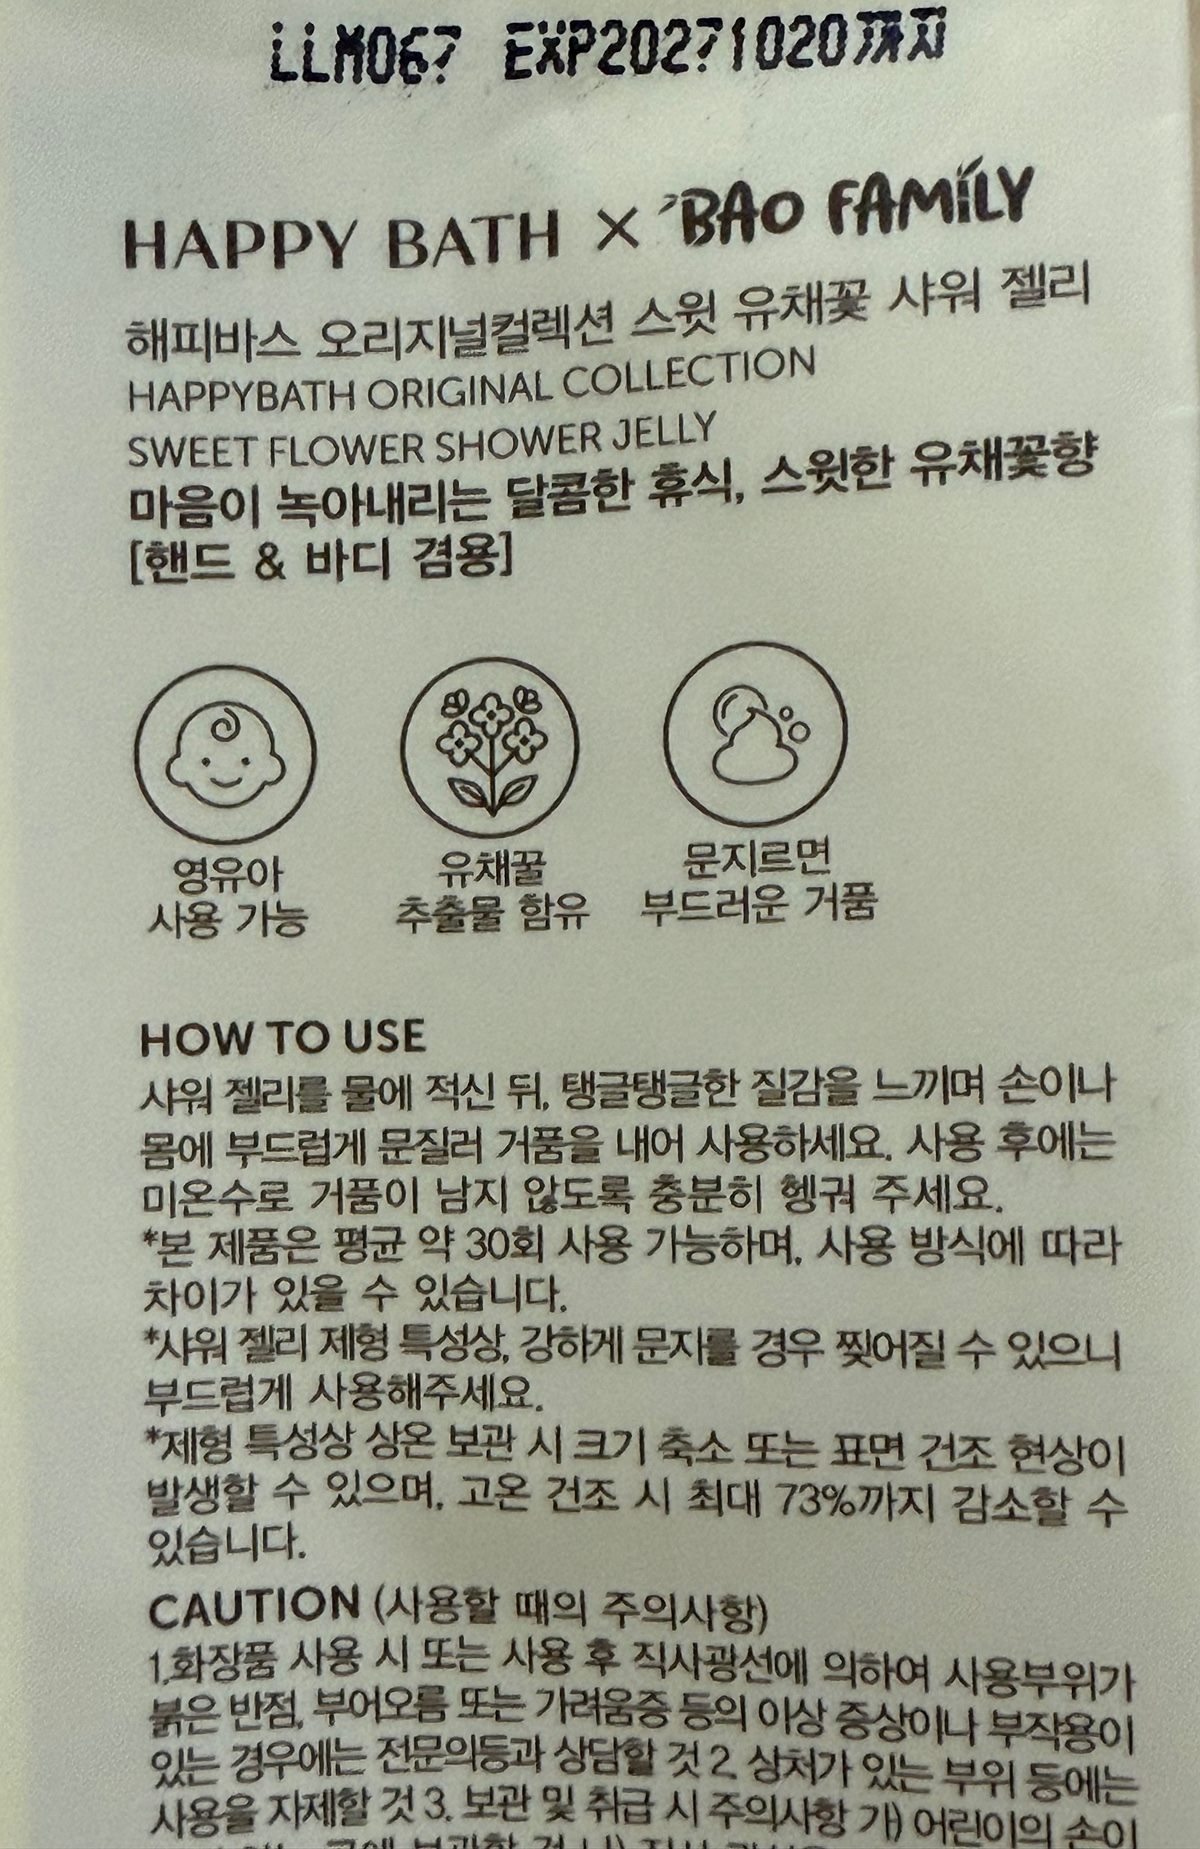 LLM067 EXP20271020까지
HAPPY BATH × BAO FAMILY
해피바스 오리지널컬렉션 스윗 유채꽃 샤워 젤리
HAPPYBATH ORIGINAL COLLECTION
SWEET FLOWER SHOWER JELLY
마음이 녹아내리는 달콤한 휴식, 스윗한 유채꽃향
[핸드 & 바디 겸용]
영유아
사용 가능
유채꿀
추출물 함유
문지르면
부드러운 거품
HOW TO USE
샤워 젤리를 물에 적신 뒤, 탱글탱글한 질감을 느끼며 손이나
몸에 부드럽게 문질러 거품을 내어 사용하세요. 사용 후에는
미온수로 거품이 남지 않도록 충분히 헹궈 주세요.
*본 제품은 평균 약 30회 사용 가능하며, 사용 방식에 따라
차이가 있을 수 있습니다.
*샤워 젤리 제형 특성상, 강하게 문지를 경우 찢어질 수 있으니
부드럽게 사용해주세요.
*제형 특성상 상온 보관 시 크기 축소 또는 표면 건조 현상이
발생할 수 있으며, 고온 건조 시 최대 73%까지 감소할 수
있습니다.
CAUTION (사용할 때의 주의사항)
1.화장품 사용 시 또는 사용 후 직사광선에 의하여 사용부위가
붉은 반점, 부어오름 또는 가려움증 등의 이상 증상이나 부작용이
있는 경우에는 전문의등과 상담할 것 2. 상처가 있는 부위 등에는
사용을 자제할 것 3. 보관 및 취급 시 주의사항 가) 어린이의 손이